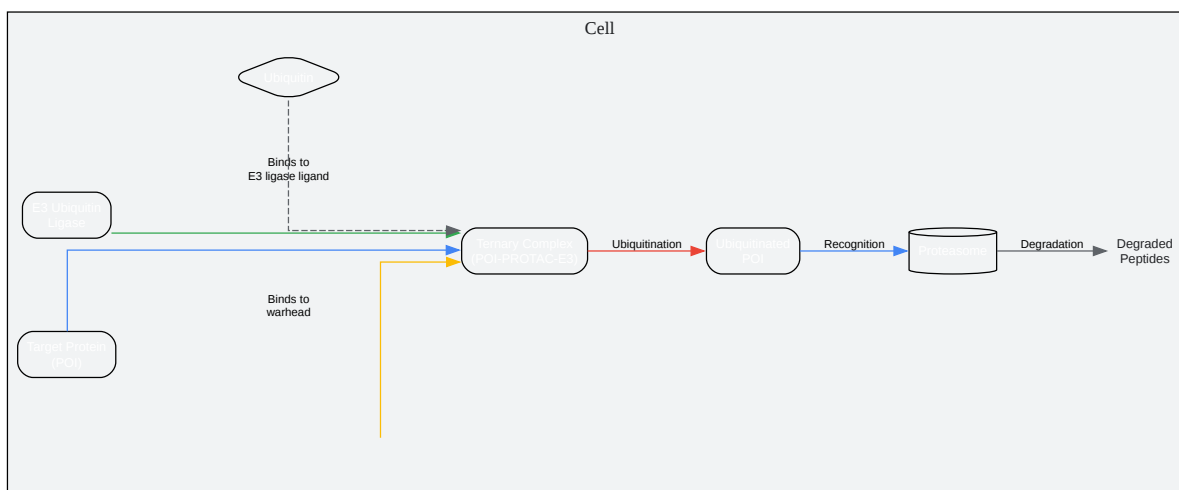 Cell
Ubiquitin
Binds to
E3 ligase ligand
E3 Ubiquitin
Ligase
Ternary Complex
(POI-PROTAC-E3)
Ubiquitination
Ubiquitinated
POI
Recognition
Proteasome
Degradation
Degraded
Peptides
Binds to
warhead
Target Protein
(POI)